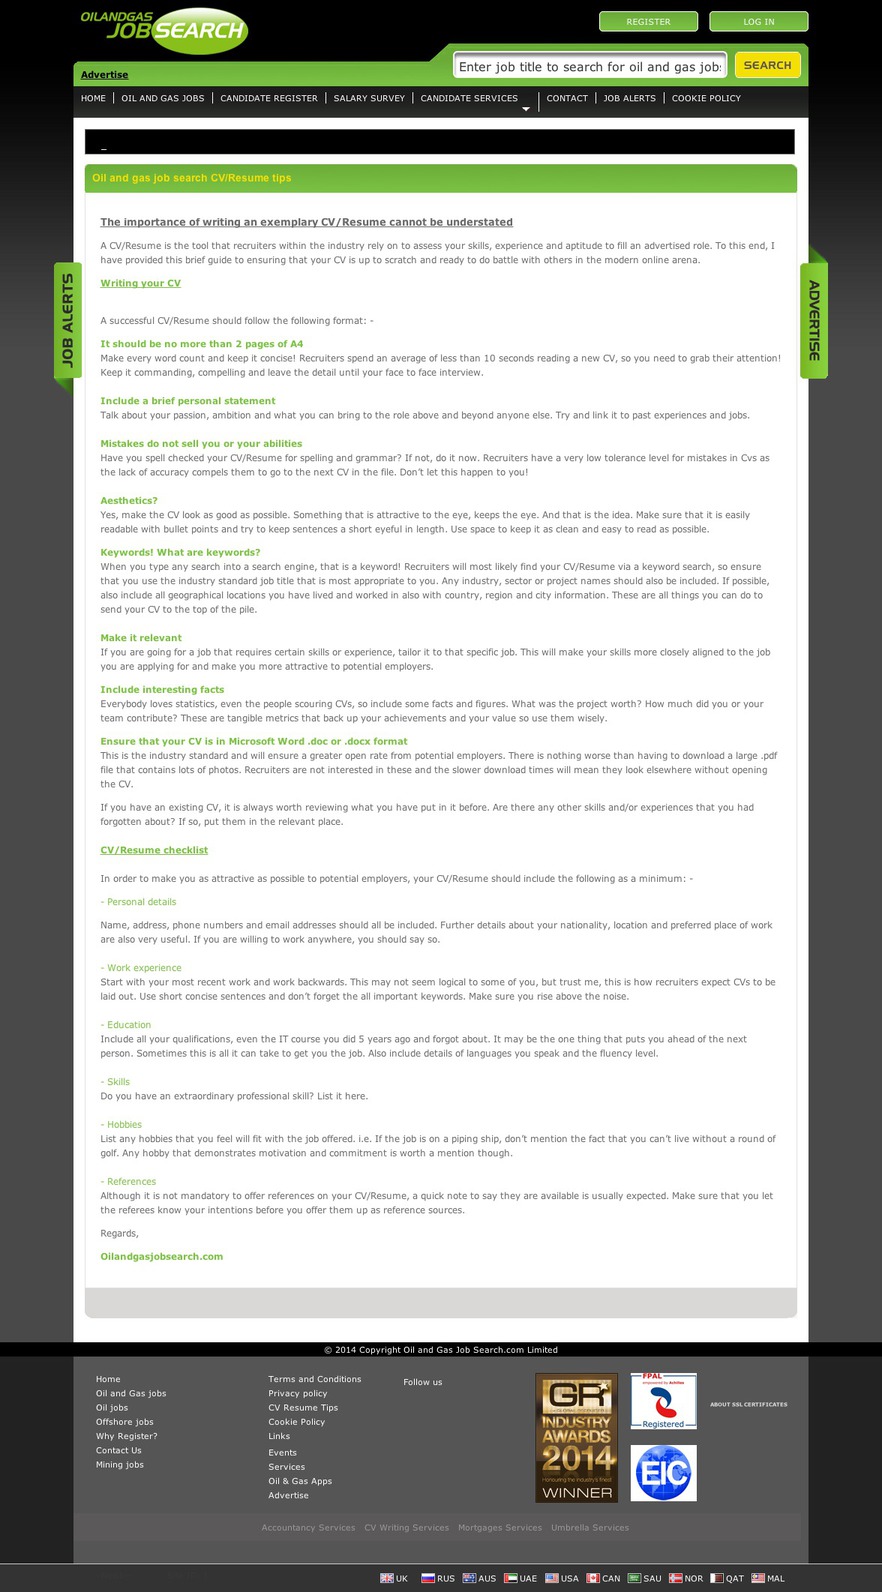 OILANDGAS
JOBSEARCH
REGISTER
LOG IN
Advertise
Enter job title to search for oil and gas jobs
SEARCH
HOME
OIL AND GAS JOBS
CANDIDATE REGISTER
SALARY SURVEY
CANDIDATE SERVICES
CONTACT
JOB ALERTS
COOKIE POLICY
_
Oil and gas job search CV/Resume tips
JOB ALERTS
ADVERTISE
The importance of writing an exemplary CV/Resume cannot be understated
A CV/Resume is the tool that recruiters within the industry rely on to assess your skills, experience and aptitude to fill an advertised role. To this end, I
have provided this brief guide to ensuring that your CV is up to scratch and ready to do battle with others in the modern online arena.
Writing your CV
A successful CV/Resume should follow the following format: -
It should be no more than 2 pages of A4
Make every word count and keep it concise! Recruiters spend an average of less than 10 seconds reading a new CV, so you need to grab their attention!
Keep it commanding, compelling and leave the detail until your face to face interview.
Include a brief personal statement
Talk about your passion, ambition and what you can bring to the role above and beyond anyone else. Try and link it to past experiences and jobs.
Mistakes do not sell you or your abilities
Have you spell checked your CV/Resume for spelling and grammar? If not, do it now. Recruiters have a very low tolerance level for mistakes in Cvs as
the lack of accuracy compels them to go to the next CV in the file. Don't let this happen to you!
Aesthetics?
Yes, make the CV look as good as possible. Something that is attractive to the eye, keeps the eye. And that is the idea. Make sure that it is easily
readable with bullet points and try to keep sentences a short eyeful in length. Use space to keep it as clean and easy to read as possible.
Keywords! What are keywords?
When you type any search into a search engine, that is a keyword! Recruiters will most likely find your CV/Resume via a keyword search, so ensure
that you use the industry standard job title that is most appropriate to you. Any industry, sector or project names should also be included. If possible,
also include all geographical locations you have lived and worked in also with country, region and city information. These are all things you can do to
send your CV to the top of the pile.
Make it relevant
If you are going for a job that requires certain skills or experience, tailor it to that specific job. This will make your skills more closely aligned to the job
you are applying for and make you more attractive to potential employers.
Include interesting facts
Everybody loves statistics, even the people scouring CVs, so include some facts and figures. What was the project worth? How much did you or your
team contribute? These are tangible metrics that back up your achievements and your value so use them wisely.
Ensure that your CV is in Microsoft Word .doc or .docx format
This is the industry standard and will ensure a greater open rate from potential employers. There is nothing worse than having to download a large .pdf
file that contains lots of photos. Recruiters are not interested in these and the slower download times will mean they look elsewhere without opening
the CV.
If you have an existing CV, it is always worth reviewing what you have put in it before. Are there any other skills and/or experiences that you had
forgotten about? If so, put them in the relevant place.
CV/Resume checklist
In order to make you as attractive as possible to potential employers, your CV/Resume should include the following as a minimum: -
- Personal details
Name, address, phone numbers and email addresses should all be included. Further details about your nationality, location and preferred place of work
are also very useful. If you are willing to work anywhere, you should say so.
- Work experience
Start with your most recent work and work backwards. This may not seem logical to some of you, but trust me, this is how recruiters expect CVs to be
laid out. Use short concise sentences and don't forget the all important keywords. Make sure you rise above the noise.
- Education
Include all your qualifications, even the IT course you did 5 years ago and forgot about. It may be the one thing that puts you ahead of the next
person. Sometimes this is all it can take to get you the job. Also include details of languages you speak and the fluency level.
- Skills
Do you have an extraordinary professional skill? List it here.
- Hobbies
List any hobbies that you feel will fit with the job offered. i.e. If the job is on a piping ship, don't mention the fact that you can't live without a round of
golf. Any hobby that demonstrates motivation and commitment is worth a mention though.
- References
Although it is not mandatory to offer references on your CV/Resume, a quick note to say they are available is usually expected. Make sure that you let
the referees know your intentions before you offer them up as reference sources.
Regards,
Oilandgasjobsearch.com
© 2014 Copyright Oil and Gas Job Search.com Limited
Home
Oil and Gas jobs
Oil jobs
Offshore jobs
Why Register?
Contact Us
Mining jobs
Terms and Conditions
Privacy policy
CV Resume Tips
Cookie Policy
Links
Events
Services
Oil & Gas Apps
Advertise
Follow us
GR
INDUSTRY
AWARDS
2014
WINNER
FPAL
empowered by Achilles
Registered
EIC
ABOUT SSL CERTIFICATES
Accountancy Services
CV Writing Services
Mortgages Services
Umbrella Services
UK
RUS
AUS
UAE
USA
CAN
SAU
NOR
QAT
MAL